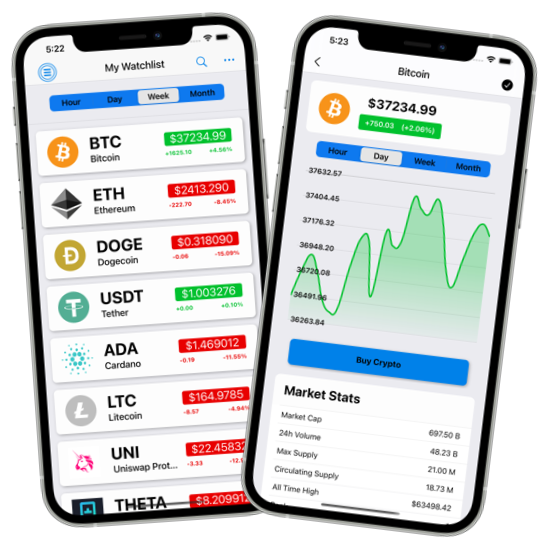 5:22
My Watchlist
Hour Day Week Month
BTC $37234.99
Bitcoin +1625.10 +4.56%
ETH $2413.290
Ethereum -222.70 -8.45%
DOGE $0.318090
Dogecoin -0.06 -15.09%
USDT $1.003276
Tether +0.00 +0.10%
ADA $1.469012
Cardano -0.19 -11.55%
LTC $164.9785
Litecoin -8.57 -4.94%
UNI $22.45832
Uniswap Prot... -3.33
THETA $8.209912
5:23
Bitcoin
$37234.99
+750.03 (+2.06%)
Hour Day Week Month
37632.57
37404.45
37176.32
36948.20
36720.08
36491.96
36263.84
Buy Crypto
Market Stats
Market Cap 697.50 B
24h Volume 48.23 B
Max Supply 21.00 M
Circulating Supply 18.73 M
All Time High $63498.42